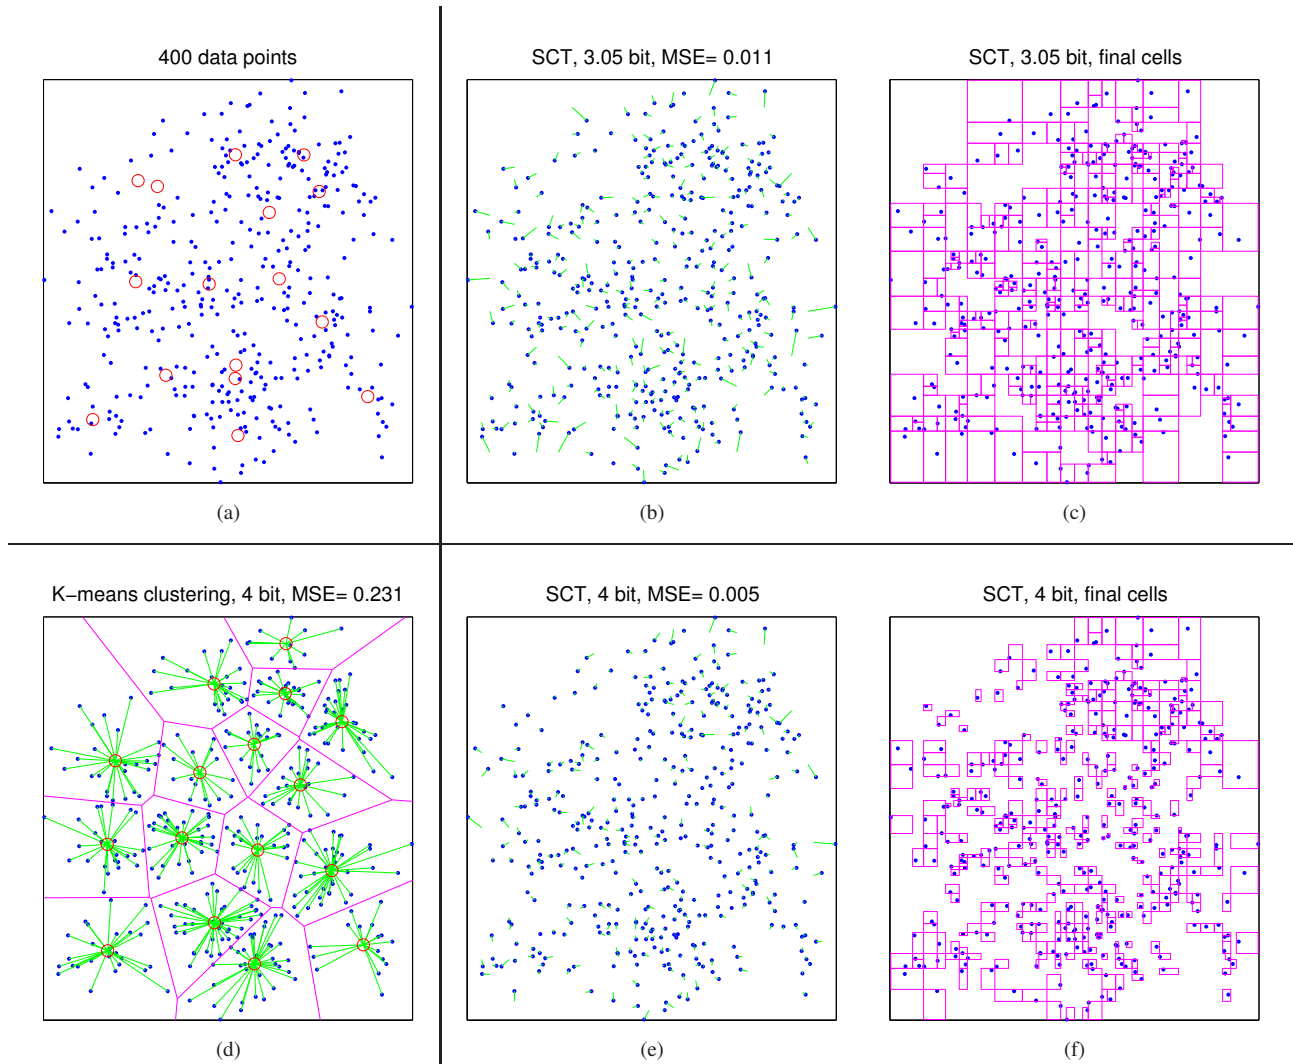 400 data points
SCT, 3.05 bit, MSE= 0.011
SCT, 3.05 bit, final cells
(a)
(b)
(c)
K−means clustering, 4 bit, MSE= 0.231
SCT, 4 bit, MSE= 0.005
SCT, 4 bit, final cells
(d)
(e)
(f)